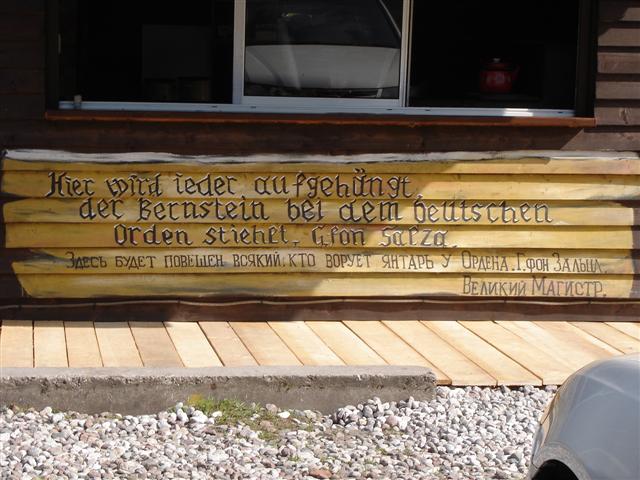 Hier wird ieder aufgehüngt,
der Bernstein bei dem Deutschen
Orden stiehet. G.fon Salza.
Здесь будет повешен всякий, кто ворует янтарь у Ордена. Г.фон Зальца.
Великий Магистр.